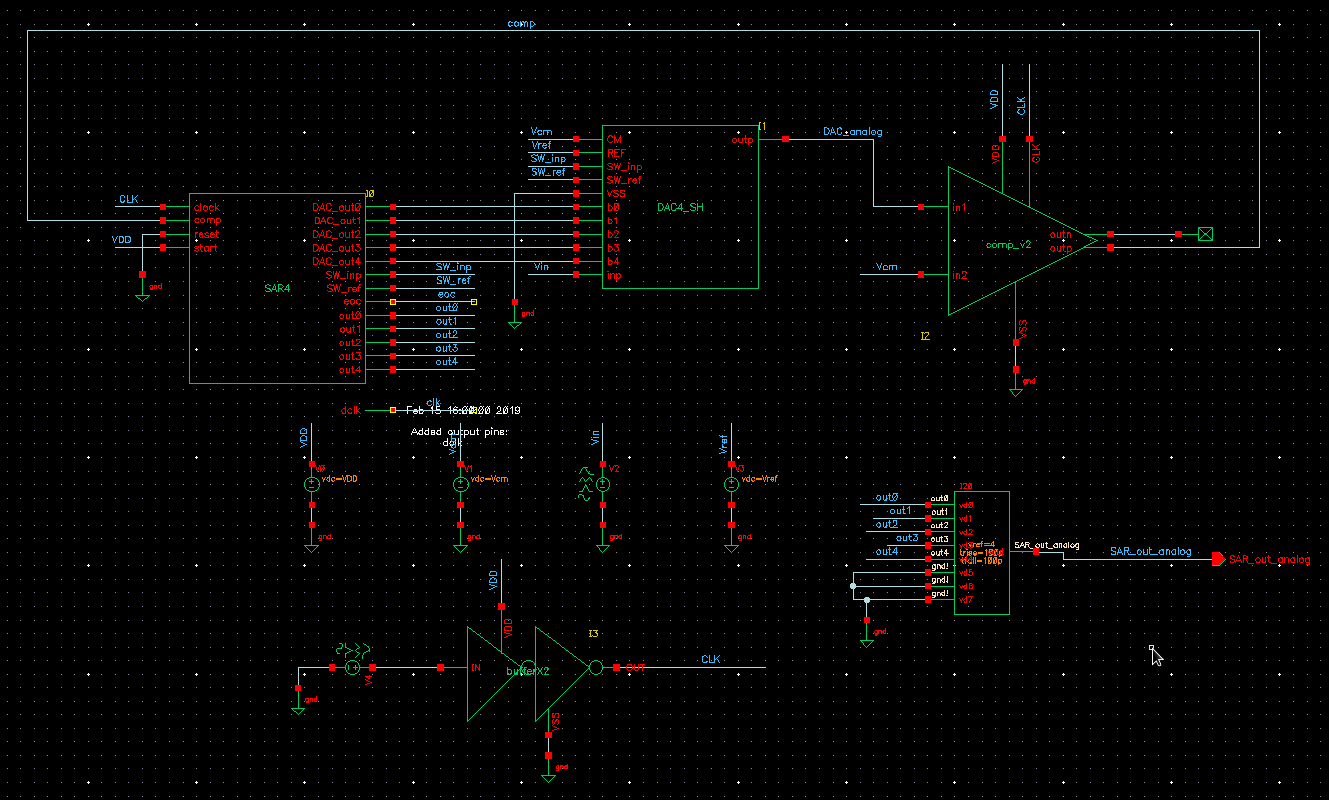 comp
VDD
CLK
VDD
CLK
I1
Vcm
CM
outp
DAC_analog
Vref
REF
SW_inp
SW_inp
SW_ref
SW_ref
VSS
DAC4_SH
b0
b1
b2
b3
b4
Vin
inp
gnd
I0
CLK
clock
DAC_out0
comp
DAC_out1
reset
DAC_out2
VDD
start
DAC_out3
DAC_out4
SW_inp
SW_inp
SAR4
SW_ref
SW_ref
eoc
eoc
out0
out0
out1
out1
out2
out2
out3
out3
out4
out4
gnd
in1
outn
comp_v2
outp
Vcm
in2
VSS
I2
gnd
dclk
clk
Feb 15 16:00:00 2019
Added output pins:
dclk
VDD
V0
vdc=VDD
gnd
V1
vdc=Vcm
gnd
Vin
V2
gnd
Vref
V3
vdc=Vref
gnd
I20
out0
out0
vd0
out1
out1
vd1
out2
out2
vd2
out3
out3
out4
out4
vref=4
trise=100p
tfall=100p
gnd!
vd5
gnd!
vd6
gnd!
vd7
SAR_out_analog
SAR_out_analog
SAR_out_analog
gnd
VDD
VDD
I3
V4
IN
bufferX2
OUT
CLK
gnd
VSS
gnd